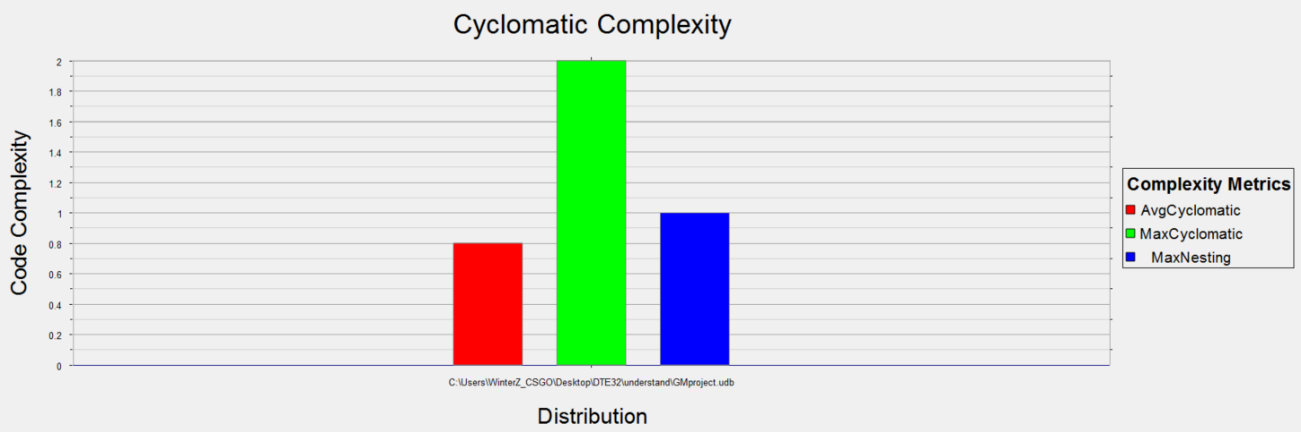 Cyclomatic Complexity
Code Complexity
2
1.8
1.6
1.4
1.2
1
0.8
0.6
0.4
0.2
0
C:\Users\WinterZ_CSGO\Desktop\DTE32\understand\GMproject.udb
Distribution
Complexity Metrics
AvgCyclomatic
MaxCyclomatic
MaxNesting